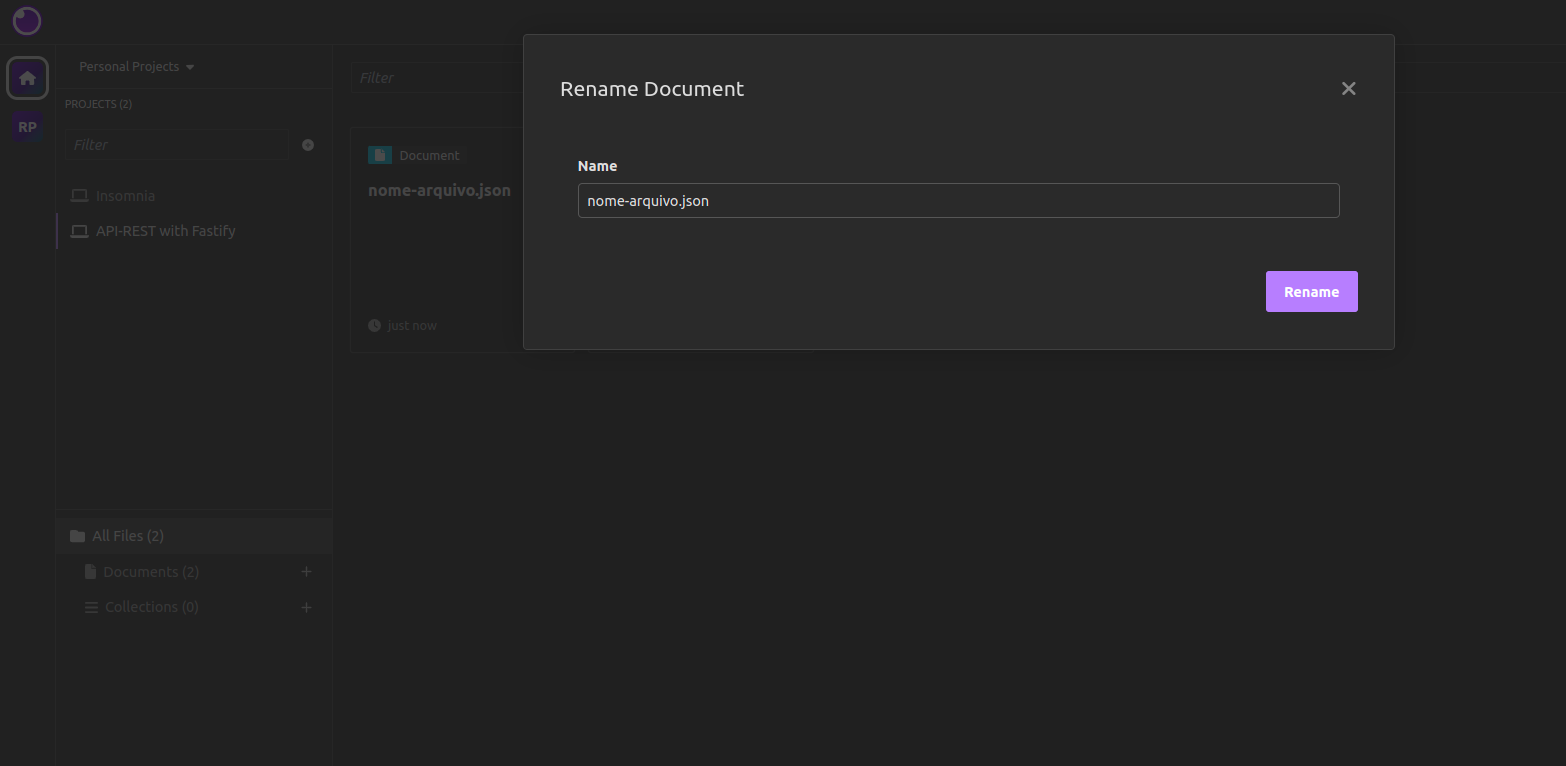 Personal Projects
PROJECTS (2)
Filter
RP
Insomnia
API-REST with Fastify
All Files (2)
Documents (2)
Collections (0)
Filter
Document
nome-arquivo.json
just now
Rename Document
Name
nome-arquivo.json
Rename